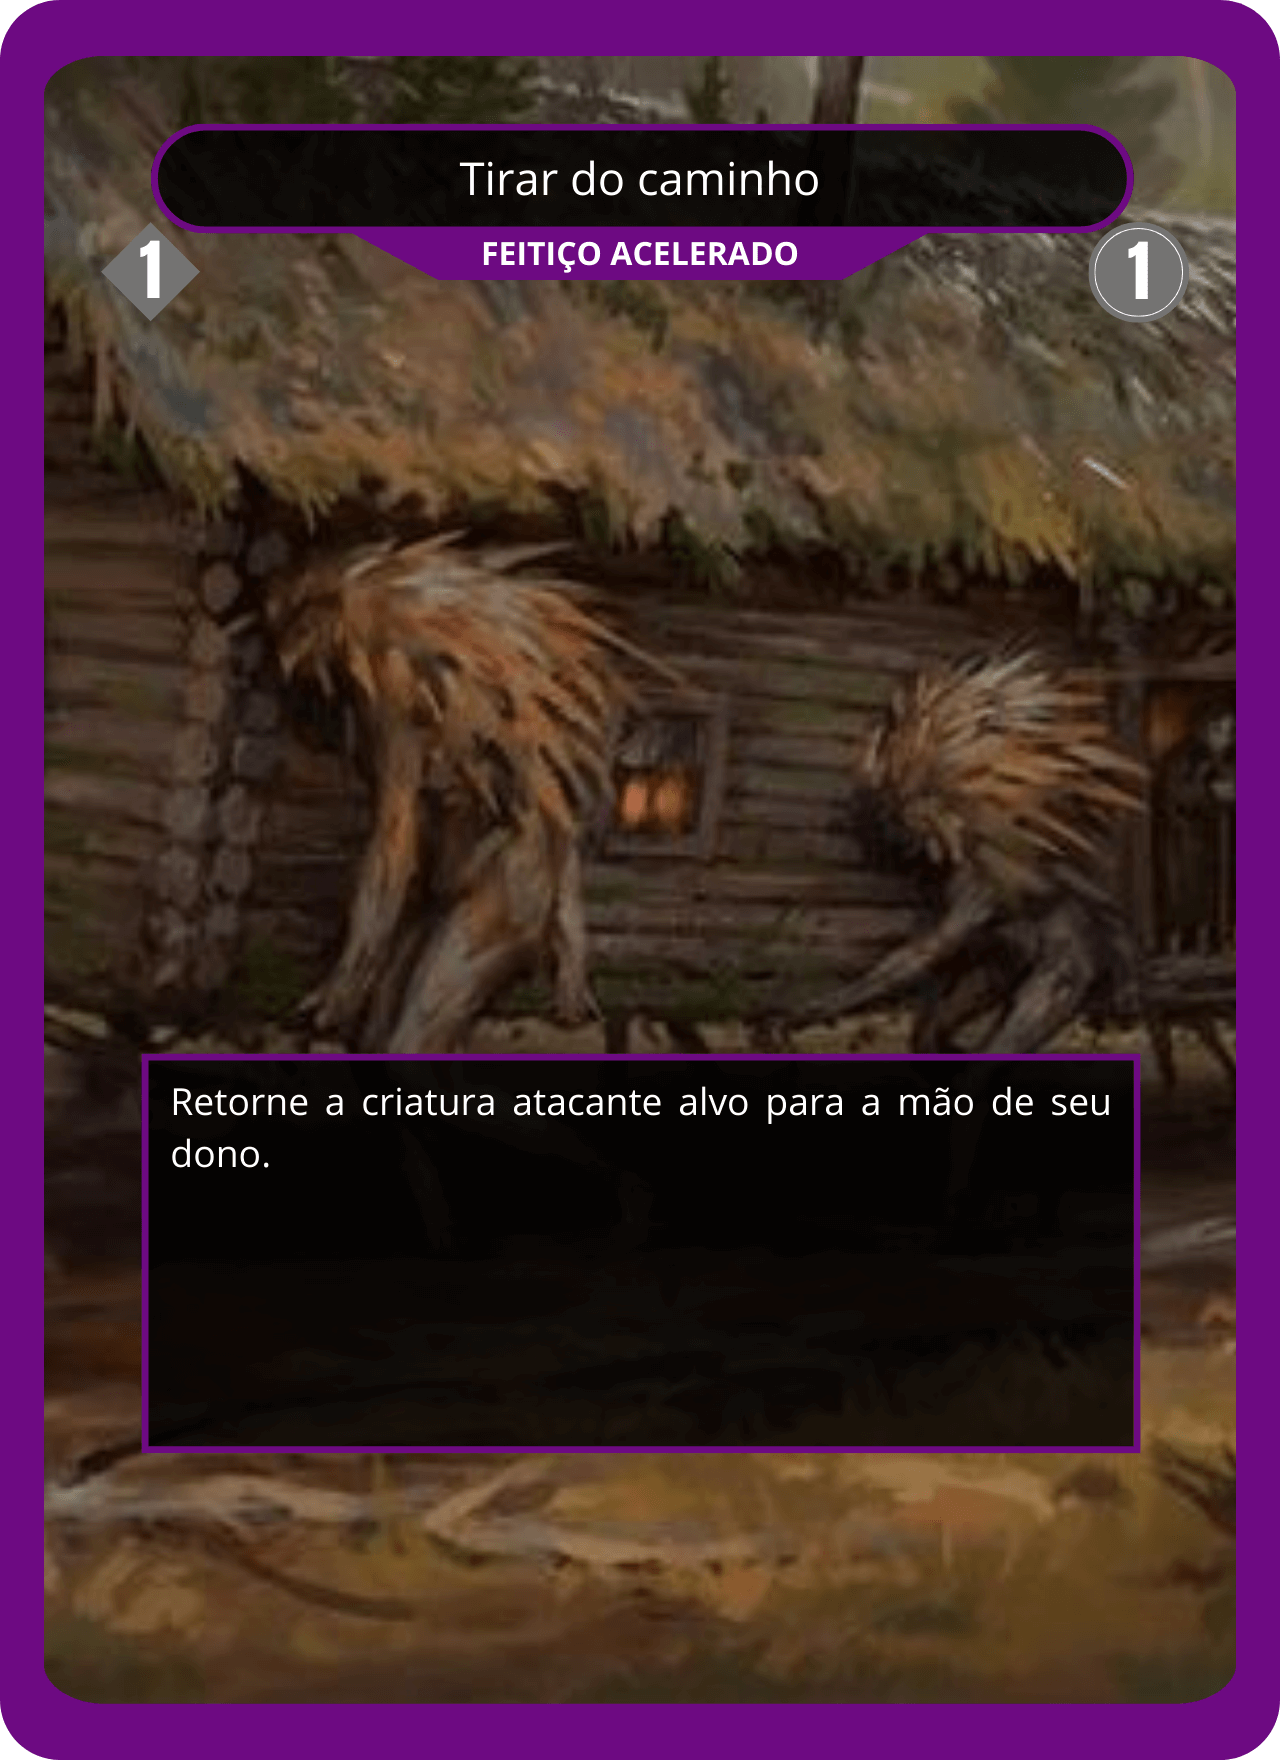 Tirar do caminho
FEITIÇO ACELERADO
1
1
Retorne a criatura atacante alvo para a mão de seu
dono.